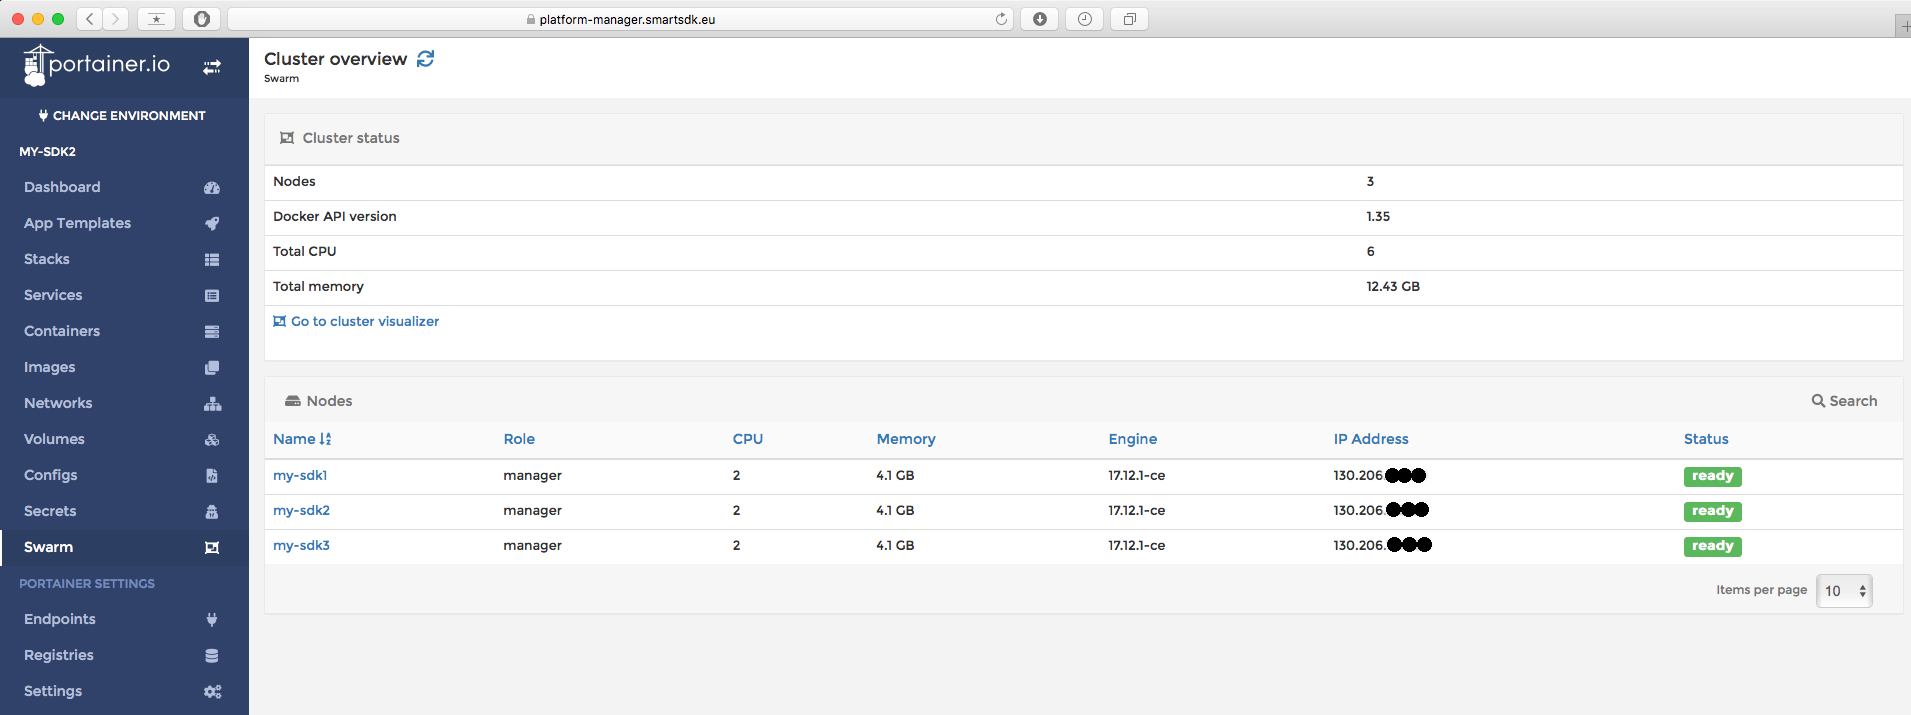 platform-manager.smartsdk.eu
portainer.io
CHANGE ENVIRONMENT
MY-SDK2
Dashboard
App Templates
Stacks
Services
Containers
Images
Networks
Volumes
Configs
Secrets
Swarm
PORTAINER SETTINGS
Endpoints
Registries
Settings
Cluster overview
Swarm
Cluster status
Nodes 3
Docker API version 1.35
Total CPU 6
Total memory 12.43 GB
Go to cluster visualizer
Nodes Search
Name Role CPU Memory Engine IP Address Status
my-sdk1 manager 2 4.1 GB 17.12.1-ce 130.206. ready
my-sdk2 manager 2 4.1 GB 17.12.1-ce 130.206. ready
my-sdk3 manager 2 4.1 GB 17.12.1-ce 130.206. ready
Items per page 10